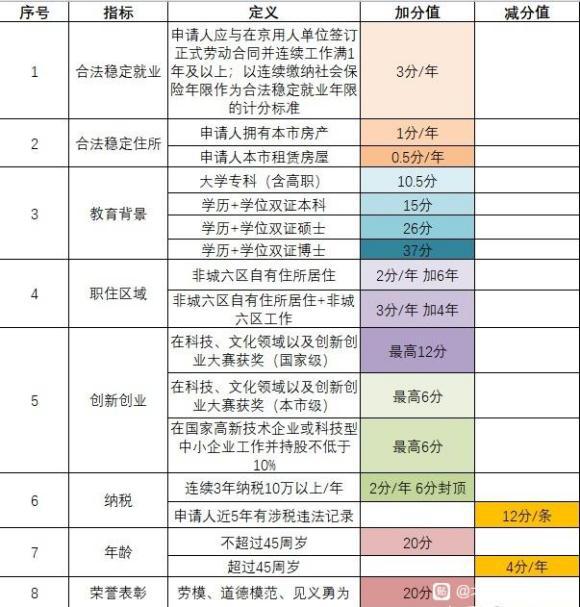 序号 指标 定义 加分值 减分值
1 合法稳定就业 申请人应与在京用人单位签订
正式劳动合同并连续工作满1
年及以上；以连续缴纳社会保
险年限作为合法稳定就业年限
的计分标准 3分/年
2 合法稳定住所 申请人拥有本市房产 1分/年
申请人本市租赁房屋 0.5分/年
3 教育背景 大学专科（含高职） 10.5分
学历+学位双证本科 15分
学历+学位双证硕士 26分
学历+学位双证博士 37分
4 职住区域 非城六区自有住所居住 2分/年 加6年
非城六区自有住所居住+非城
六区工作 3分/年 加4年
5 创新创业 在科技、文化领域以及创新创
业大赛获奖（国家级） 最高12分
在科技、文化领域以及创新创
业大赛获奖（本市级） 最高6分
在国家高新技术企业或科技型
中小企业工作并持股不低于
10% 最高6分
6 纳税 连续3年纳税10万以上/年 2分/年 6分封顶
申请人近5年有涉税违法记录 12分/条
7 年龄 不超过45周岁 20分
超过45周岁 4分/年
8 荣誉表彰 劳模、道德模范、见义勇为 20分